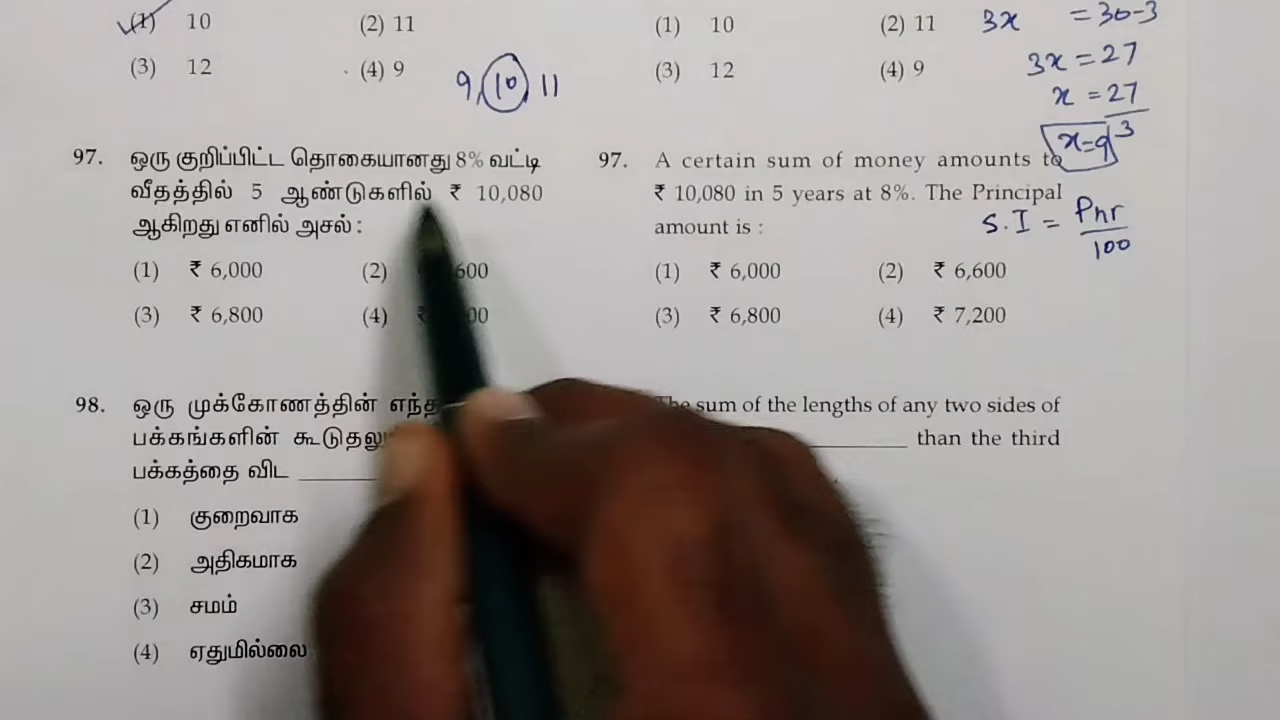 (1) 10 (2) 11
(3) 12 (4) 9
9, 10, 11
(1) 10 (2) 11
(3) 12 (4) 9
3x = 30-3
3x = 27
x = 27
3
x=9
97. ஒரு குறிப்பிட்ட தொகையானது 8% வட்டி
வீதத்தில் 5 ஆண்டுகளில் ₹ 10,080
ஆகிறது எனில் அசல் :
(1) ₹ 6,000 (2)
(3) ₹ 6,800 (4)
97. A certain sum of money amounts to
₹ 10,080 in 5 years at 8%. The Principal
amount is :
S.I = Pnr
100
(1) ₹ 6,000 (2) ₹ 6,600
(3) ₹ 6,800 (4) ₹ 7,200
98. ஒரு முக்கோணத்தின் எந்த
பக்கங்களின்
பக்கத்தை விட ________
(1) குறைவாக
(2) அதிகமாக
(3) சமம்
(4) ஏதுமில்லை
The sum of the lengths of any two sides of
________ than the third